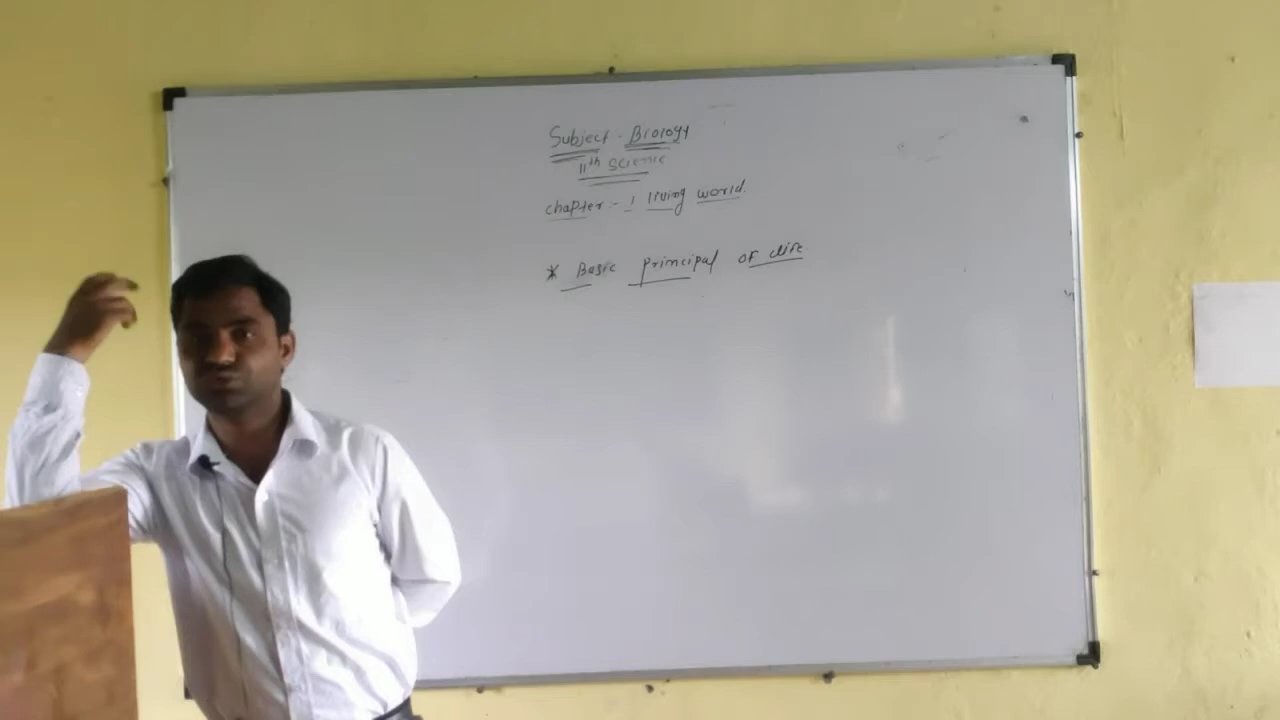 Subject - Biology
11th Science
chapter :- 1 living world.
* Basic principal of life